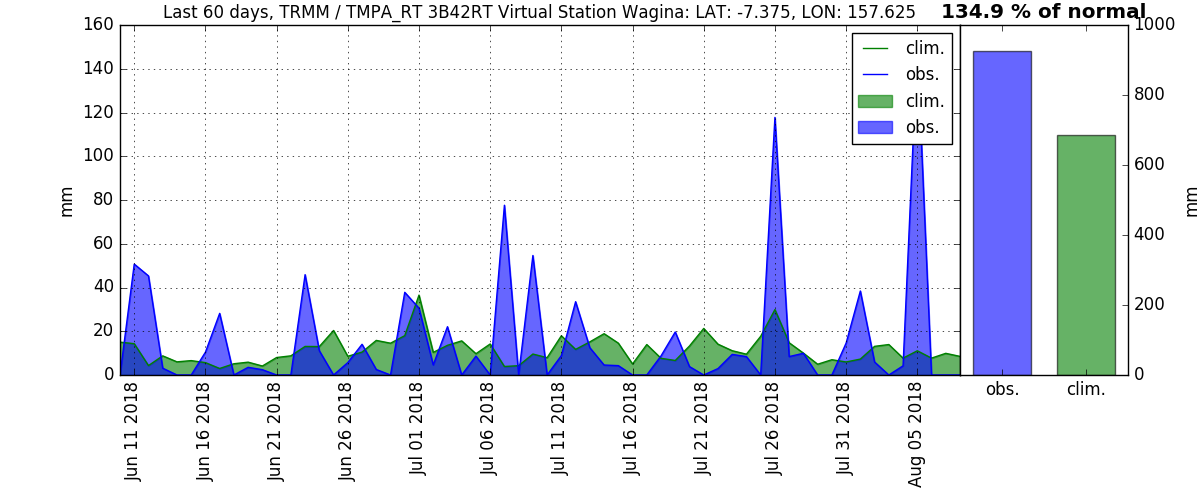 Last 60 days, TRMM / TMPA_RT 3B42RT Virtual Station Wagina: LAT: -7.375, LON: 157.625
134.9 % of normal
160
140
120
100
80
60
40
20
0
mm
clim.
obs.
clim.
obs.
1000
800
600
400
200
0
mm
Jun 11 2018
Jun 16 2018
Jun 21 2018
Jun 26 2018
Jul 01 2018
Jul 06 2018
Jul 11 2018
Jul 16 2018
Jul 21 2018
Jul 26 2018
Jul 31 2018
Aug 05 2018
obs.
clim.